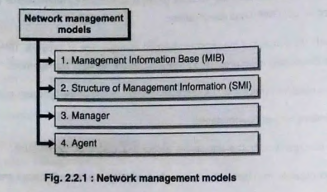 Network management
models
1. Management Information Base (MIB)
2. Structure of Management Information (SMI)
3. Manager
4. Agent
Fig. 2.2.1 : Network management models